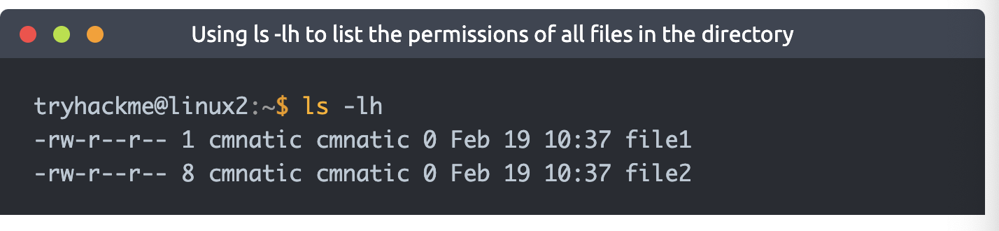 Using ls -lh to list the permissions of all files in the directory
tryhackme@linux2:~$ ls -lh
-rw-r--r-- 1 cmnatic cmnatic 0 Feb 19 10:37 file1
-rw-r--r-- 8 cmnatic cmnatic 0 Feb 19 10:37 file2